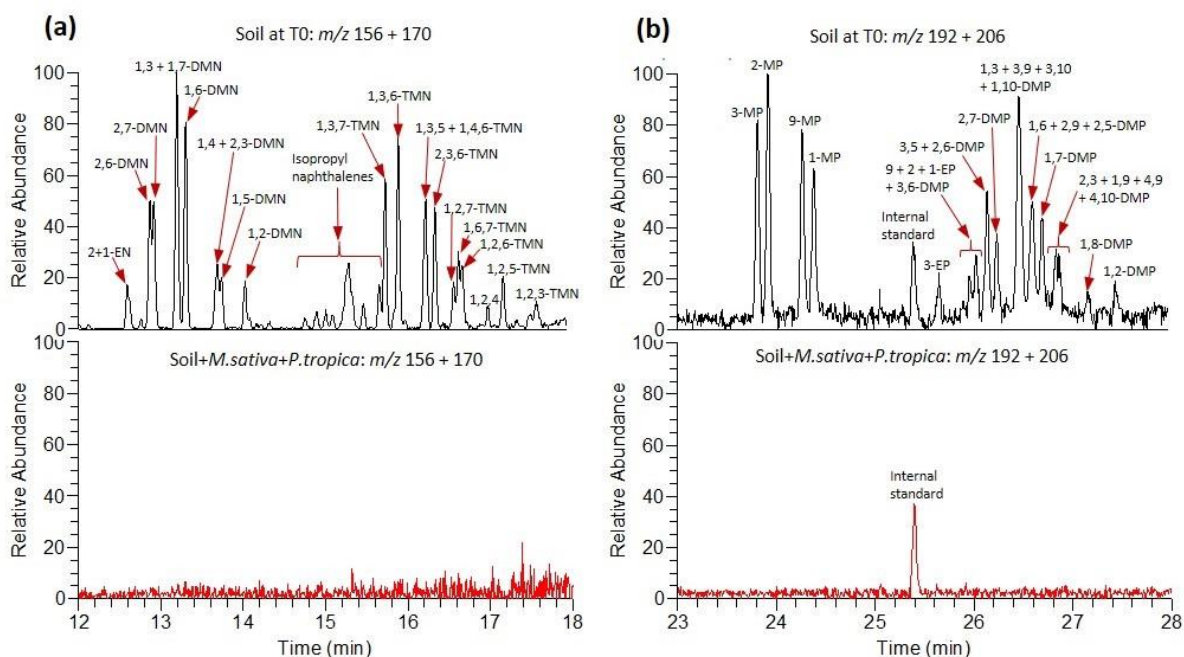 (a)
Soil at T0: m/z 156 + 170
Relative Abundance
100
80
60
40
20
0
1,3 + 1,7-DMN
1,6-DMN
2,7-DMN
2,6-DMN
1,4 + 2,3-DMN
1,5-DMN
2+1-EN
1,2-DMN
Isopropyl
naphthalenes
1,3,7-TMN
1,3,6-TMN
1,3,5 + 1,4,6-TMN
2,3,6-TMN
1,2,7-TMN
1,6,7-TMN
1,2,6-TMN
1,2,4
1,2,5-TMN
1,2,3-TMN
Soil+M.sativa+P.tropica: m/z 156 + 170
Relative Abundance
100
80
60
40
20
0
12 13 14 15 16 17 18
Time (min)
(b)
Soil at T0: m/z 192 + 206
Relative Abundance
100
80
60
40
20
0
2-MP
3-MP
9-MP
1-MP
Internal
standard
3-EP
9 + 2 + 1-EP
+ 3,6-DMP
3,5 + 2,6-DMP
2,7-DMP
1,3 + 3,9 + 3,10
+ 1,10-DMP
1,6 + 2,9 + 2,5-DMP
1,7-DMP
2,3 + 1,9 + 4,9
+ 4,10-DMP
1,8-DMP
1,2-DMP
Soil+M.sativa+P.tropica: m/z 192 + 206
Relative Abundance
100
80
60
40
20
0
Internal
standard
23 24 25 26 27 28
Time (min)